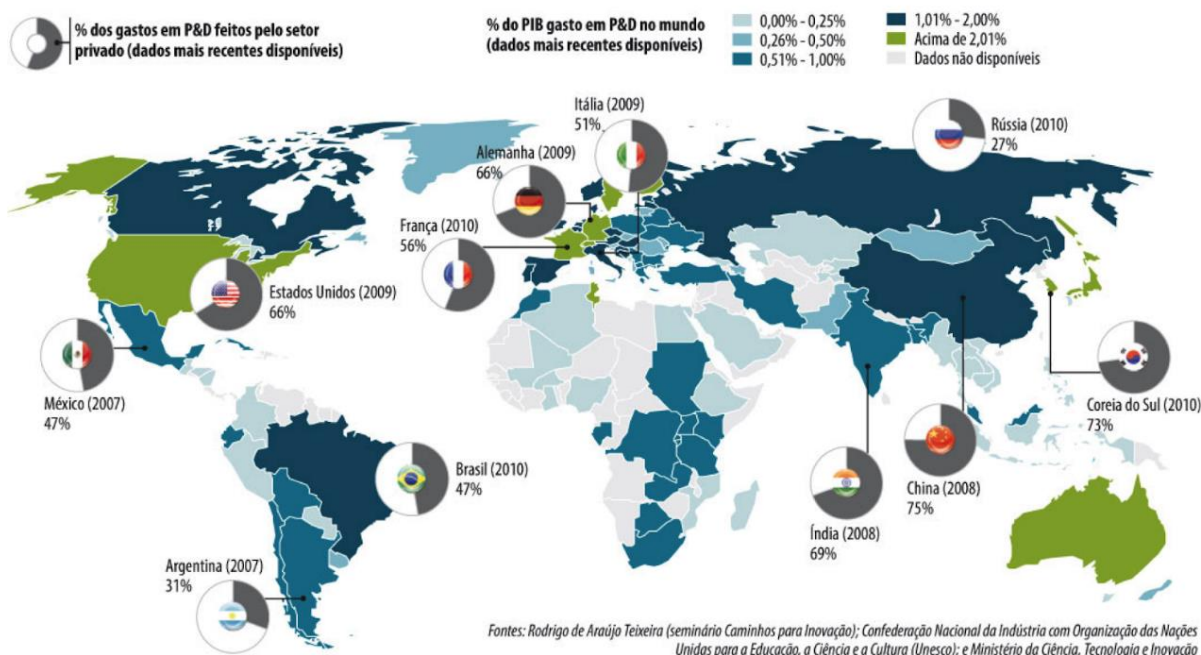 % dos gastos em P&D feitos pelo setor
privado (dados mais recentes disponíveis)
% do PIB gasto em P&D no mundo
(dados mais recentes disponíveis)
0,00% - 0,25%
0,26% - 0,50%
0,51% - 1,00%
1,01% - 2,00%
Acima de 2,01%
Dados não disponíveis
Itália (2009)
51%
Rússia (2010)
27%
Alemanha (2009)
66%
França (2010)
56%
Estados Unidos (2009)
66%
México (2007)
47%
Coreia do Sul (2010)
73%
Brasil (2010)
47%
China (2008)
75%
Índia (2008)
69%
Argentina (2007)
31%
Fontes: Rodrigo de Araújo Teixeira (seminário Caminhos para Inovação); Confederação Nacional da Indústria com Organização das Nações
Unidas para a Educação, a Ciência e a Cultura (Unesco); e Ministério da Ciência, Tecnologia e Inovação